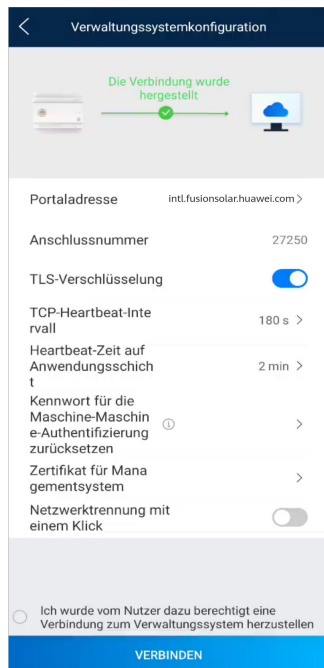 Verwaltungssystemkonfiguration
Die Verbindung wurde
hergestellt
Portaladresse intl.fusionsolar.huawei.com
Anschlussnummer 27250
TLS-Verschlüsselung
TCP-Heartbeat-Inte
rvall 180 s
Heartbeat-Zeit auf
Anwendungsschich 2 min
t
Kennwort für die
Maschine-Maschin
e-Authentifizierung
zurücksetzen
Zertifikat für Mana
gementsystem
Netzwerktrennung mit
einem Klick
Ich wurde vom Nutzer dazu berechtigt eine
Verbindung zum Verwaltungssystem herzustellen
VERBINDEN